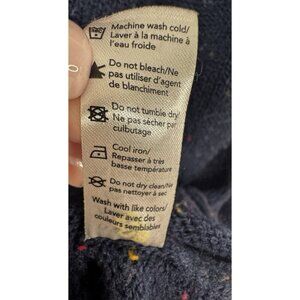 Machine wash cold/
Laver à la machine à
l'eau froide
Do not bleach/Ne
pas utiliser d'agent
de blanchiment
Do not tumble dry/
Ne pas sécher par
culbutage
Cool iron/
Repasser à très
basse température
Do not dry clean/Ne
pas nettoyer à sec
Wash with like colors/
Laver avec des
couleurs semblables